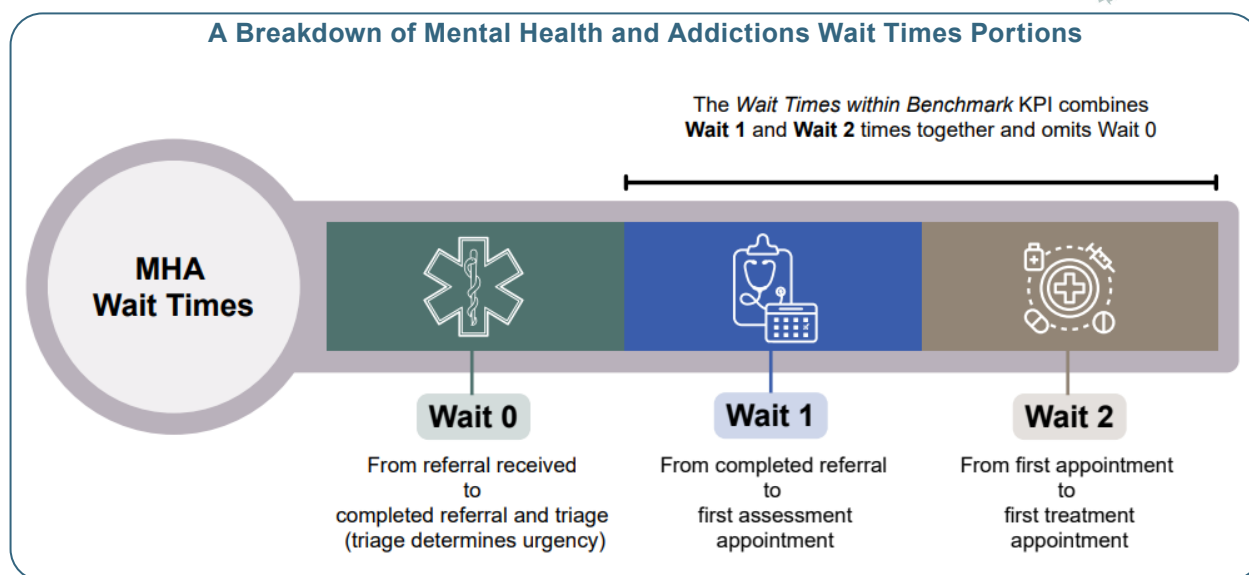 A Breakdown of Mental Health and Addictions Wait Times Portions
The Wait Times within Benchmark KPI combines
Wait 1 and Wait 2 times together and omits Wait 0
MHA
Wait Times
Wait 0
From referral received
to
completed referral and triage
(triage determines urgency)
Wait 1
From completed referral
to
first assessment
appointment
Wait 2
From first appointment
to
first treatment
appointment